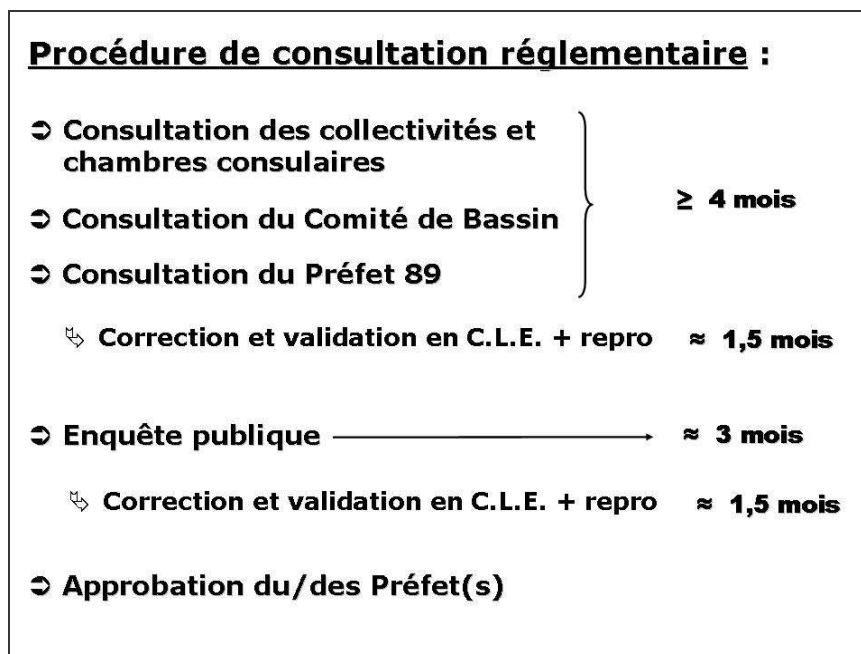 Procédure de consultation réglementaire :
➲ Consultation des collectivités et
chambres consulaires
➲ Consultation du Comité de Bassin
≥ 4 mois
➲ Consultation du Préfet 89
↳ Correction et validation en C.L.E. + repro ≈ 1,5 mois
➲ Enquête publique ⟶ ≈ 3 mois
↳ Correction et validation en C.L.E. + repro ≈ 1,5 mois
➲ Approbation du/des Préfet(s)